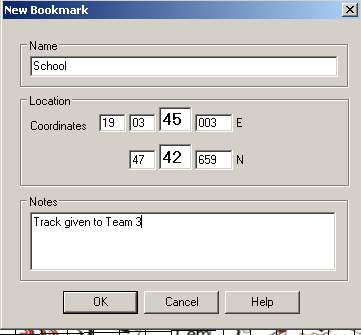 New Bookmark
Name
School
Location
Coordinates 19 03 45 003 E
47 42 659 N
Notes
Track given to Team 3
OK Cancel Help